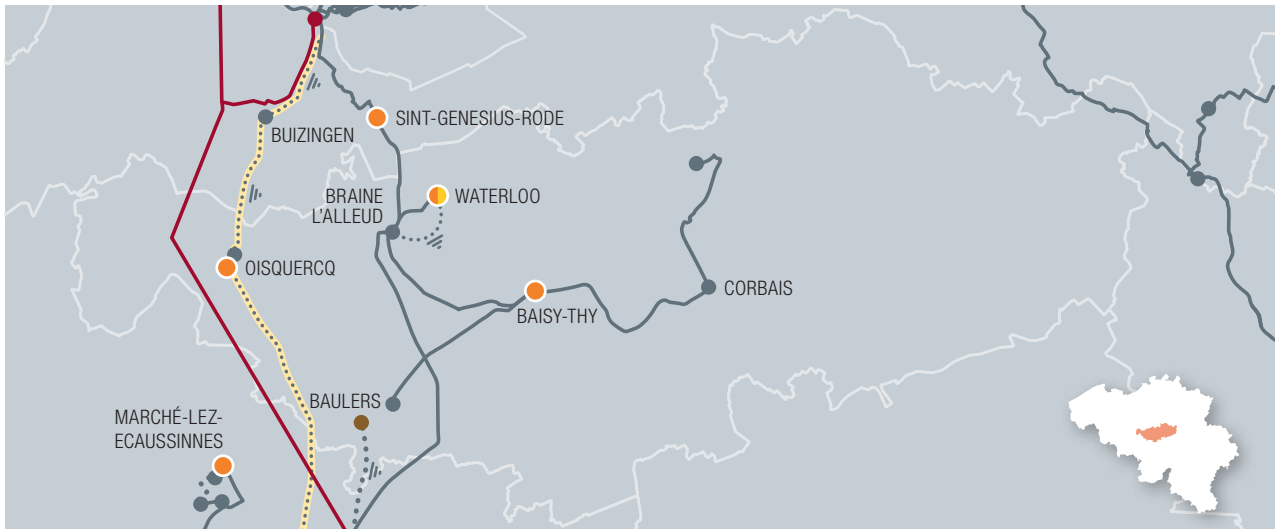 SINT-GENESIUS-RODE
BUIZINGEN
BRAINE
L'ALLEUD
WATERLOO
OISQUERCQ
CORBAIS
BAISY-THY
BAULERS
MARCHÉ-LEZ-
ECAUSSINNES